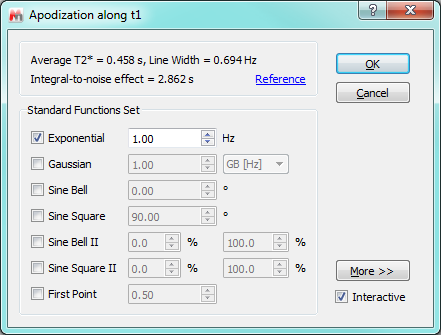 Apodization along t1
Average T2* = 0.458 s, Line Width = 0.694 Hz
Integral-to-noise effect = 2.862 s
Reference
OK
Cancel
Standard Functions Set
Exponential 1.00 Hz
Gaussian 1.00 GB [Hz]
Sine Bell 0.00 °
Sine Square 90.00 °
Sine Bell II 0.0 % 100.0 %
Sine Square II 0.0 % 100.0 %
First Point 0.50
More >>
Interactive